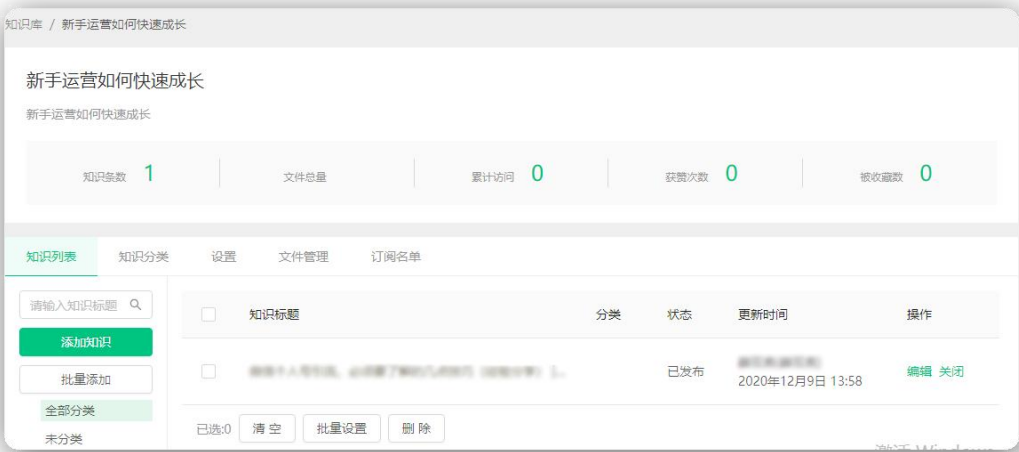 知识库 / 新手运营如何快速成长
新手运营如何快速成长
新手运营如何快速成长
知识条数 1 文件总量 累计访问 0 获赞次数 0 被收藏数 0
知识列表 知识分类 设置 文件管理 订阅名单
请输入知识标题 知识标题 分类 状态 更新时间 操作
添加知识
批量添加 已发布 2020年12月9日 13:58 编辑 关闭
全部分类
已选:0 清空 批量设置 删除
未分类
激活 Windows